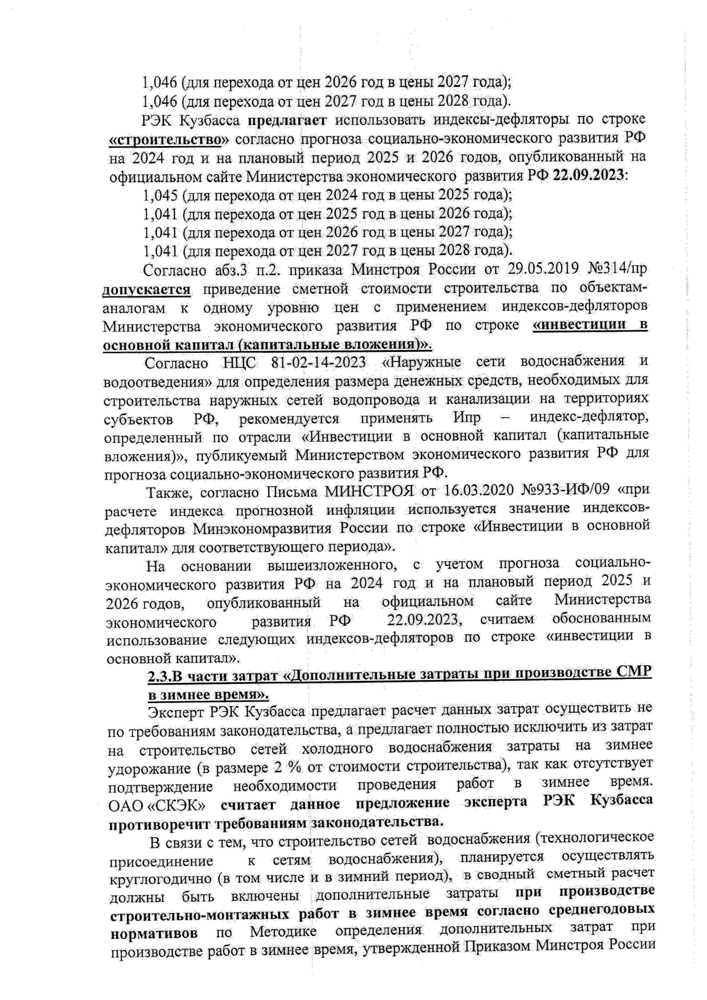 1,046 (для перехода от цен 2026 год в цены 2027 года);
1,046 (для перехода от цен 2027 год в цены 2028 года).
РЭК Кузбасса предлагает использовать индексы-дефляторы по строке
«строительство» согласно прогноза социально-экономического развития РФ
на 2024 год и на плановый период 2025 и 2026 годов, опубликованный на
официальном сайте Министерства экономического развития РФ 22.09.2023:
1,045 (для перехода от цен 2024 год в цены 2025 года);
1,041 (для перехода от цен 2025 год в цены 2026 года);
1,041 (для перехода от цен 2026 год в цены 2027 года);
1,041 (для перехода от цен 2027 год в цены 2028 года).
Согласно абз.3 п.2. приказа Минстроя России от 29.05.2019 №314/пр
допускается приведение сметной стоимости строительства по объектам-
аналогам к одному уровню цен с применением индексов-дефляторов
Министерства экономического развития РФ по строке «инвестиции в
основной капитал (капитальные вложения)».
Согласно НЦС 81-02-14-2023 «Наружные сети водоснабжения и
водоотведения» для определения размера денежных средств, необходимых для
строительства наружных сетей водопровода и канализации на территориях
субъектов РФ, рекомендуется применять Ипр – индекс-дефлятор,
определенный по отрасли «Инвестиции в основной капитал (капитальные
вложения)», публикуемый Министерством экономического развития РФ для
прогноза социально-экономического развития РФ.
Также, согласно Письма МИНСТРОЯ от 16.03.2020 №933-ИФ/09 «при
расчете индекса прогнозной инфляции используется значение индексов-
дефляторов Минэкономразвития России по строке «Инвестиции в основной
капитал» для соответствующего периода».
На основании вышеизложенного, с учетом прогноза социально-
экономического развития РФ на 2024 год и на плановый период 2025 и
2026 годов, опубликованный на официальном сайте Министерства
экономического развития РФ 22.09.2023, считаем обоснованным
использование следующих индексов-дефляторов по строке «инвестиции в
основной капитал».
2.3.В части затрат «Дополнительные затраты при производстве СМР
в зимнее время».
Эксперт РЭК Кузбасса предлагает расчет данных затрат осуществить не
по требованиям законодательства, а предлагает полностью исключить из затрат
на строительство сетей холодного водоснабжения затраты на зимнее
удорожание (в размере 2 % от стоимости строительства), так как отсутствует
подтверждение необходимости проведения работ в зимнее время.
ОАО «СКЭК» считает данное предложение эксперта РЭК Кузбасса
противоречит требованиям законодательства.
В связи с тем, что строительство сетей водоснабжения (технологическое
присоединение к сетям водоснабжения), планируется осуществлять
круглогодично (в том числе и в зимний период), в сводный сметный расчет
должны быть включены дополнительные затраты при производстве
строительно-монтажных работ в зимнее время согласно среднегодовых
нормативов по Методике определения дополнительных затрат при
производстве работ в зимнее время, утвержденной Приказом Минстроя России